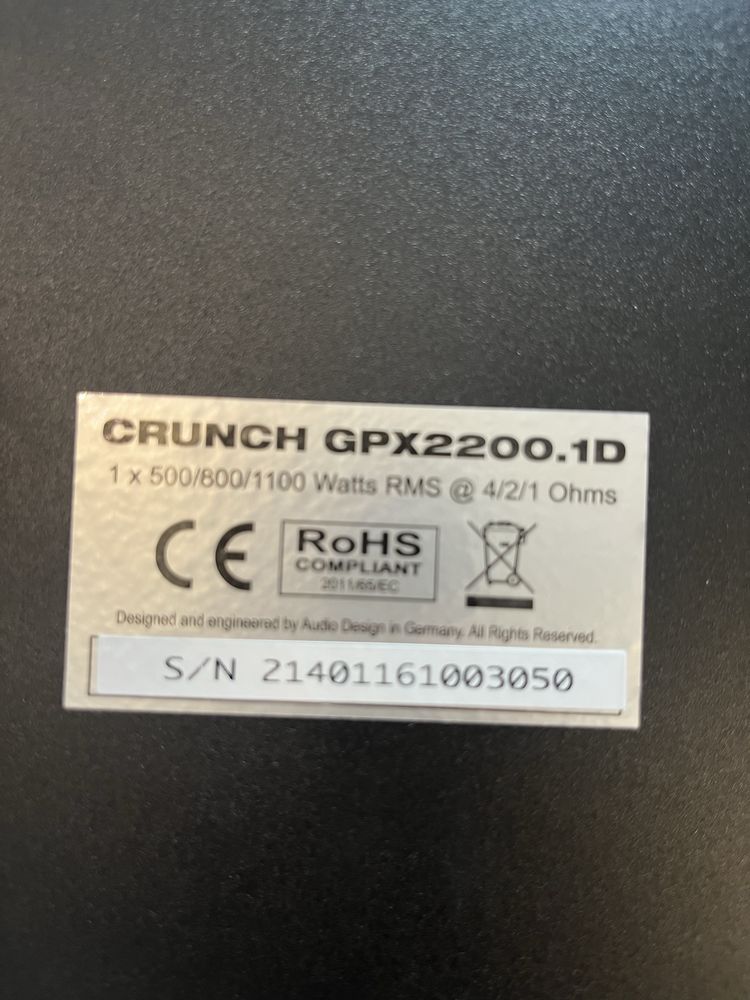 CRUNCH GPX2200.1D
1 x 500/800/1100 Watts RMS @ 4/2/1 Ohms
CE
RoHS
COMPLIANT
2011/65/EC
Designed and engineered by Audio Design in Germany. All Rights Reserved.
S/N 21401161003050